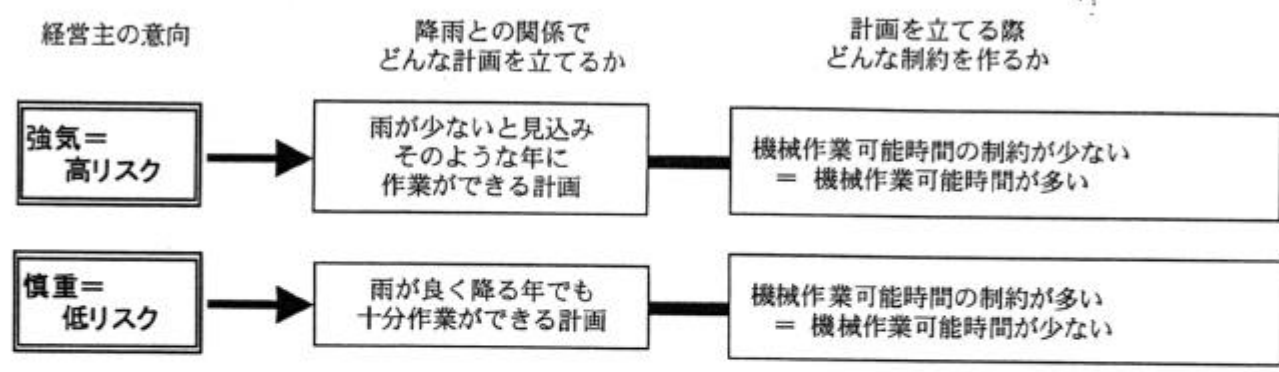 経営主の意向
降雨との関係で
どんな計画を立てるか
計画を立てる際
どんな制約を作るか
強気＝
高リスク
雨が少ないと見込み
そのような年に
作業ができる計画
機械作業可能時間の制約が少ない
＝ 機械作業可能時間が多い
慎重＝
低リスク
雨が良く降る年でも
十分作業ができる計画
機械作業可能時間の制約が多い
＝ 機械作業可能時間が少ない